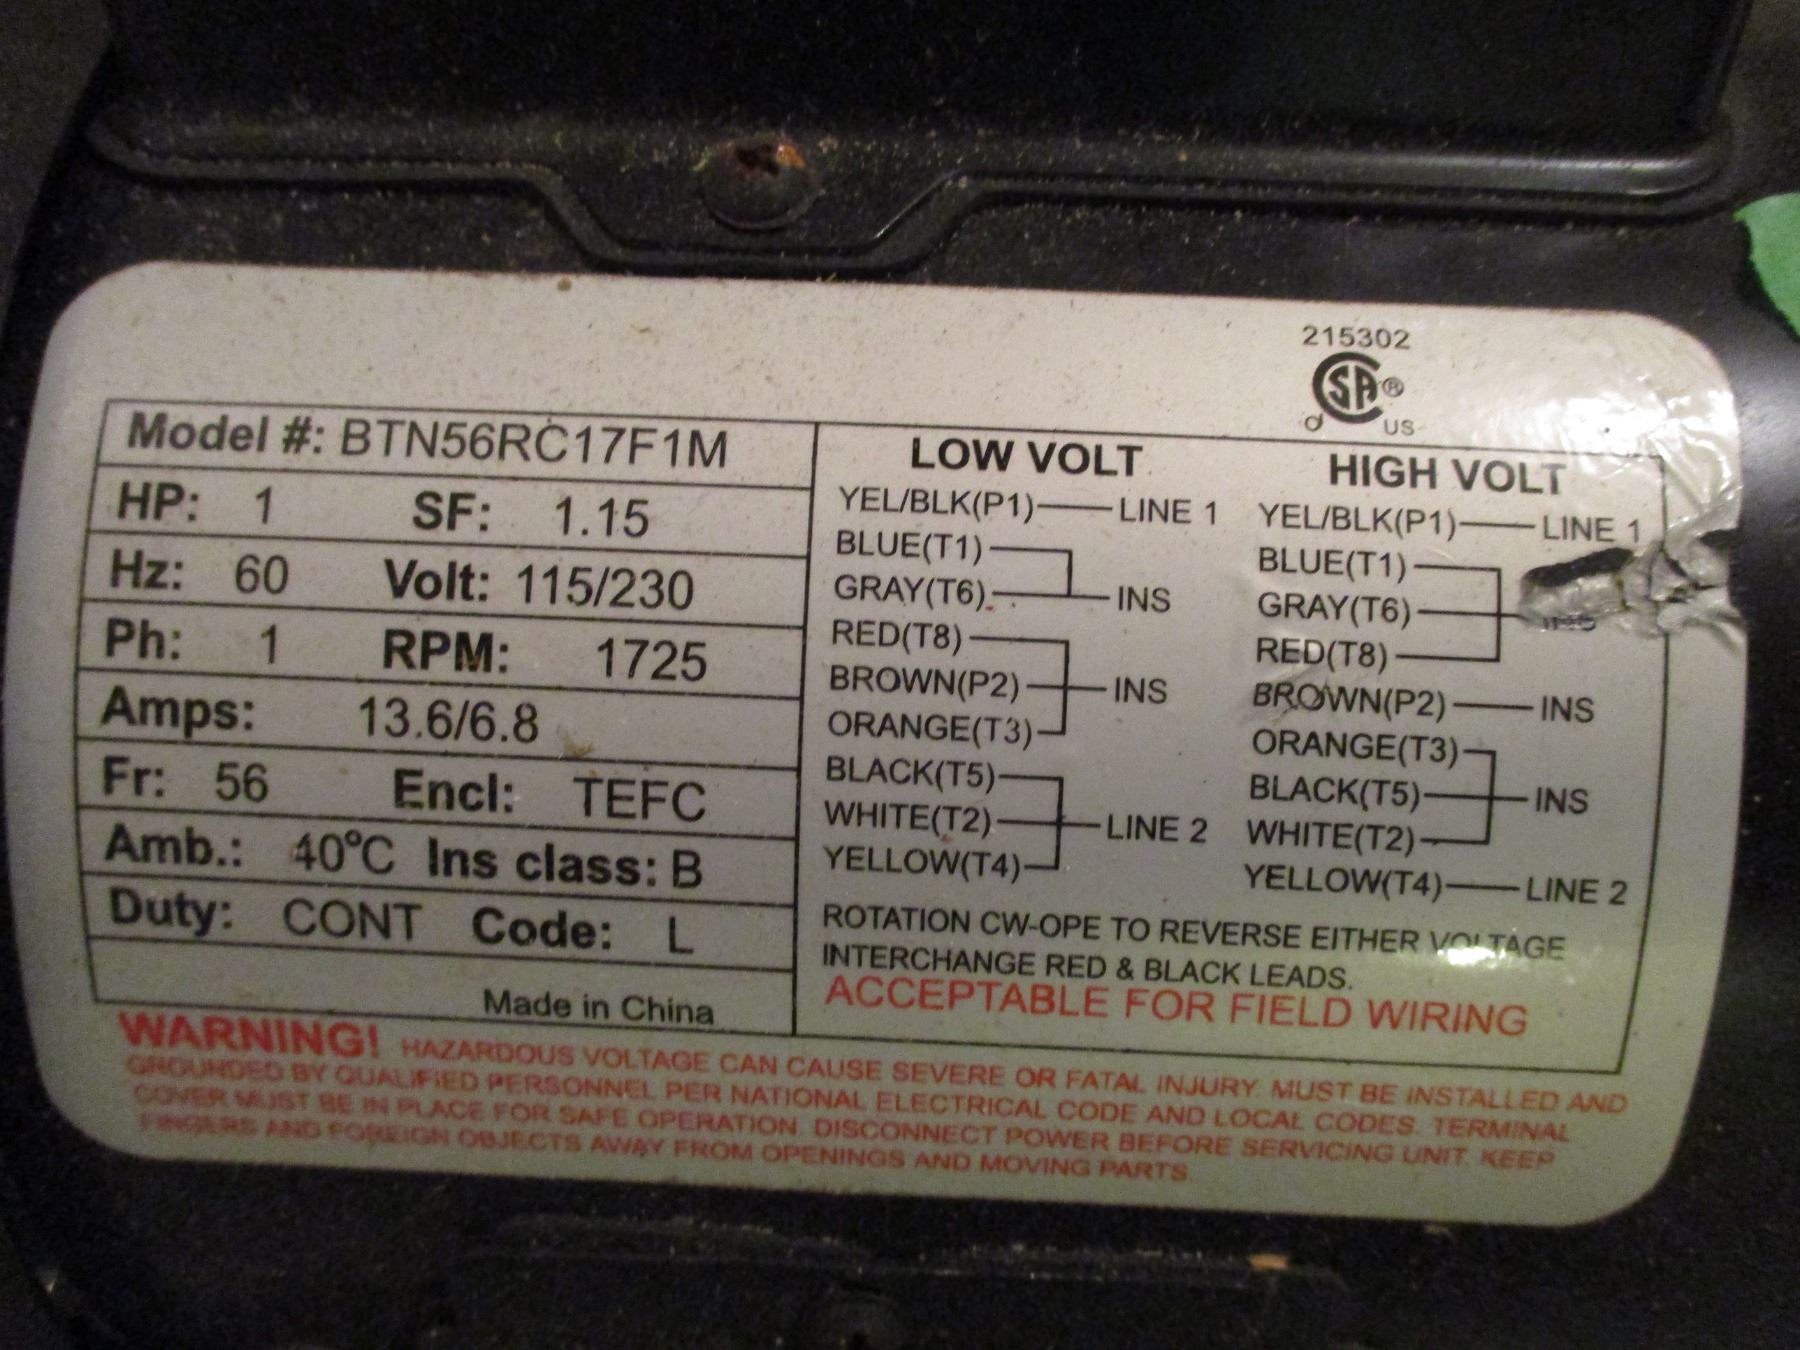 215302
CSA®
US
Model #: BTN56RC17F1M
HP: 1 SF: 1.15
Hz: 60 Volt: 115/230
Ph: 1 RPM: 1725
Amps: 13.6/6.8
Fr: 56 Encl: TEFC
Amb.: 40°C Ins class: B
Duty: CONT Code: L
Made in China
LOW VOLT
YEL/BLK(P1) LINE 1
BLUE(T1)
GRAY(T6) INS
RED(T8)
BROWN(P2) INS
ORANGE(T3)
BLACK(T5)
WHITE(T2) LINE 2
YELLOW(T4)
HIGH VOLT
YEL/BLK(P1) LINE 1
BLUE(T1)
GRAY(T6)
RED(T8)
BROWN(P2) INS
ORANGE(T3)
BLACK(T5) INS
WHITE(T2)
YELLOW(T4) LINE 2
ROTATION CW-OPE TO REVERSE EITHER VOLTAGE
INTERCHANGE RED & BLACK LEADS.
ACCEPTABLE FOR FIELD WIRING
WARNING! HAZARDOUS VOLTAGE CAN CAUSE SEVERE OR FATAL INJURY. MUST BE INSTALLED AND
GROUNDED BY QUALIFIED PERSONNEL PER NATIONAL ELECTRICAL CODE AND LOCAL CODES. TERMINAL
COVER MUST BE IN PLACE FOR SAFE OPERATION. DISCONNECT POWER BEFORE SERVICING UNIT. KEEP
FINGERS AND FOREIGN OBJECTS AWAY FROM OPENINGS AND MOVING PARTS